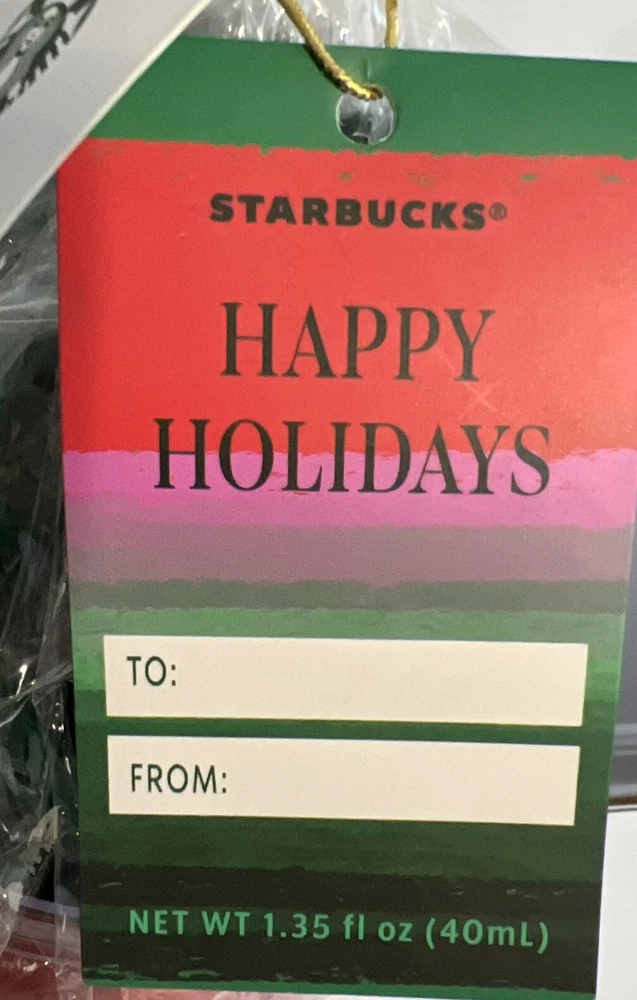 STARBUCKS®
HAPPY
HOLIDAYS
TO:
FROM:
NET WT 1.35 fl oz (40mL)